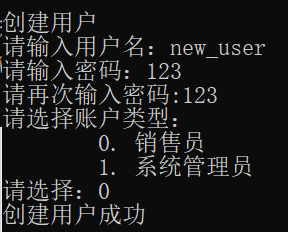 创建用户
请输入用户名：new_user
请输入密码：123
请再次输入密码:123
请选择账户类型：
0. 销售员
1. 系统管理员
请选择：0
创建用户成功